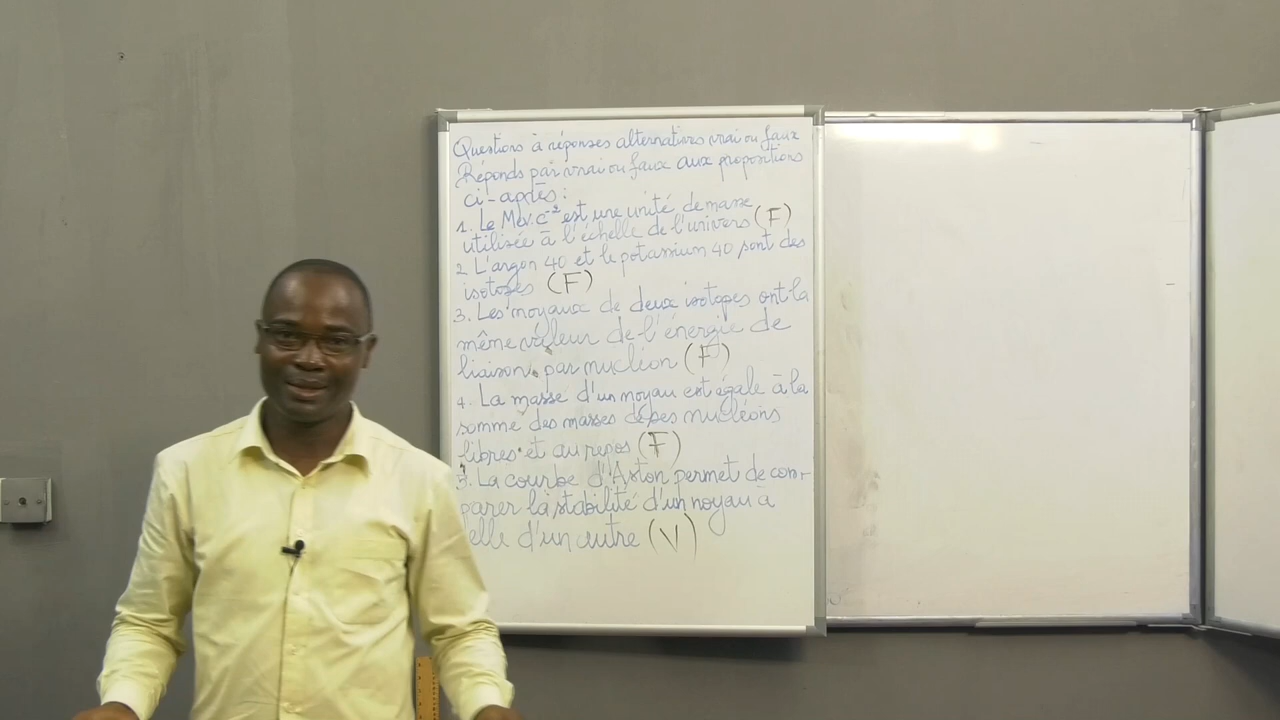 Questions à réponses alternatives vrai ou faux
Réponds par vrai ou faux aux propositions
ci-après :
1. Le Mev.c⁻² est une unité de masse
utilisée à l'échelle de l'univers (F)
2 L'argon 40 et le potassium 40 sont des
isotopes (F)
3. Les noyaux de deux isotopes ont la
même valeur de l'énergie de
liaison par nucléon (F)
4. La masse d'un noyau est égale à la
somme des masses de ses nucléons
libres et au repos (F)
5. La courbe d'Aston permet de com-
parer la stabilité d'un noyau à
celle d'un autre (V)